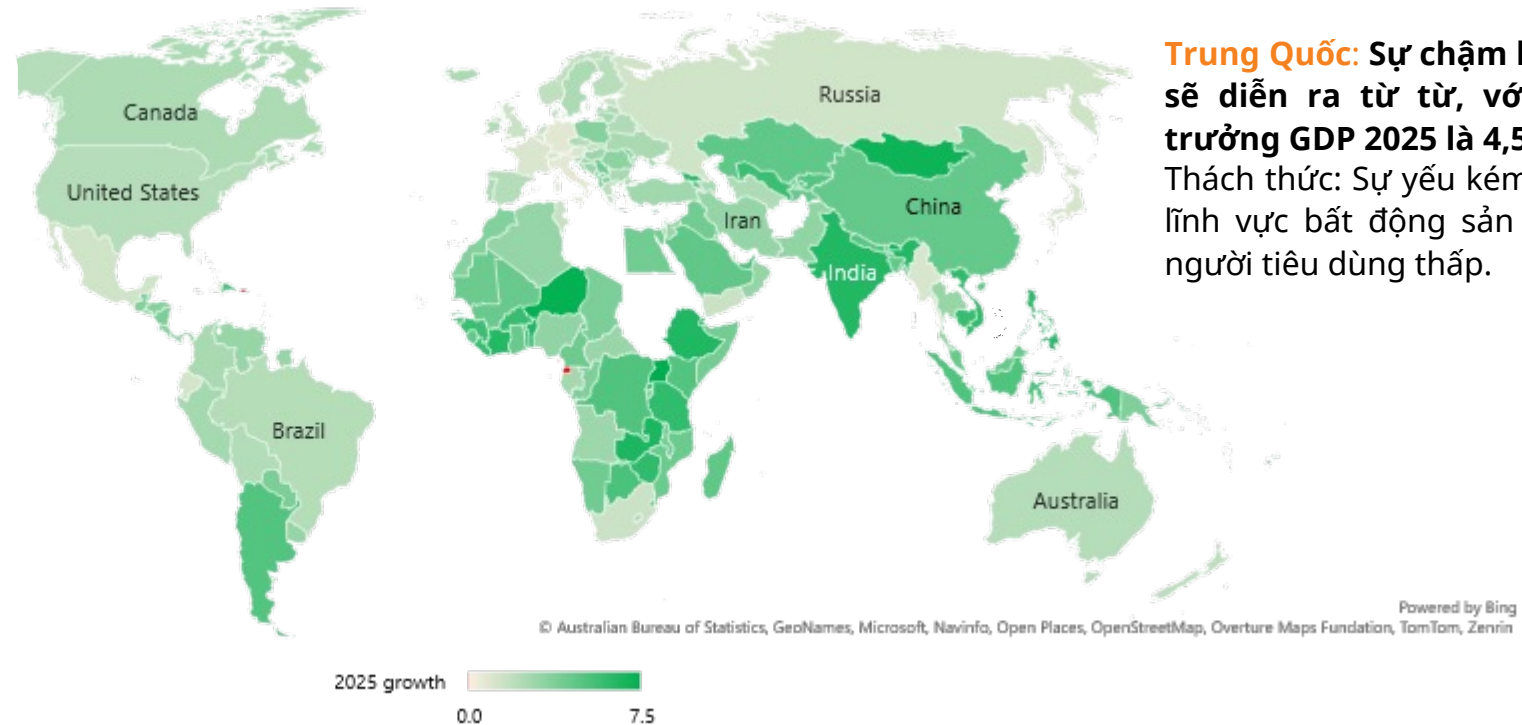 Canada
United States
Brazil
Russia
China
Iran
India
Australia
Trung Quốc: Sự chậm
sẽ diễn ra từ từ, với
trưởng GDP 2025 là 4,5
Thách thức: Sự yếu kém
lĩnh vực bất động sản
người tiêu dùng thấp.
Powered by Bing
© Australian Bureau of Statistics, GeoNames, Microsoft, Navinfo, Open Places, OpenStreetMap, Overture Maps Fundation, TomTom, Zenrin
2025 growth
0.0 7.5